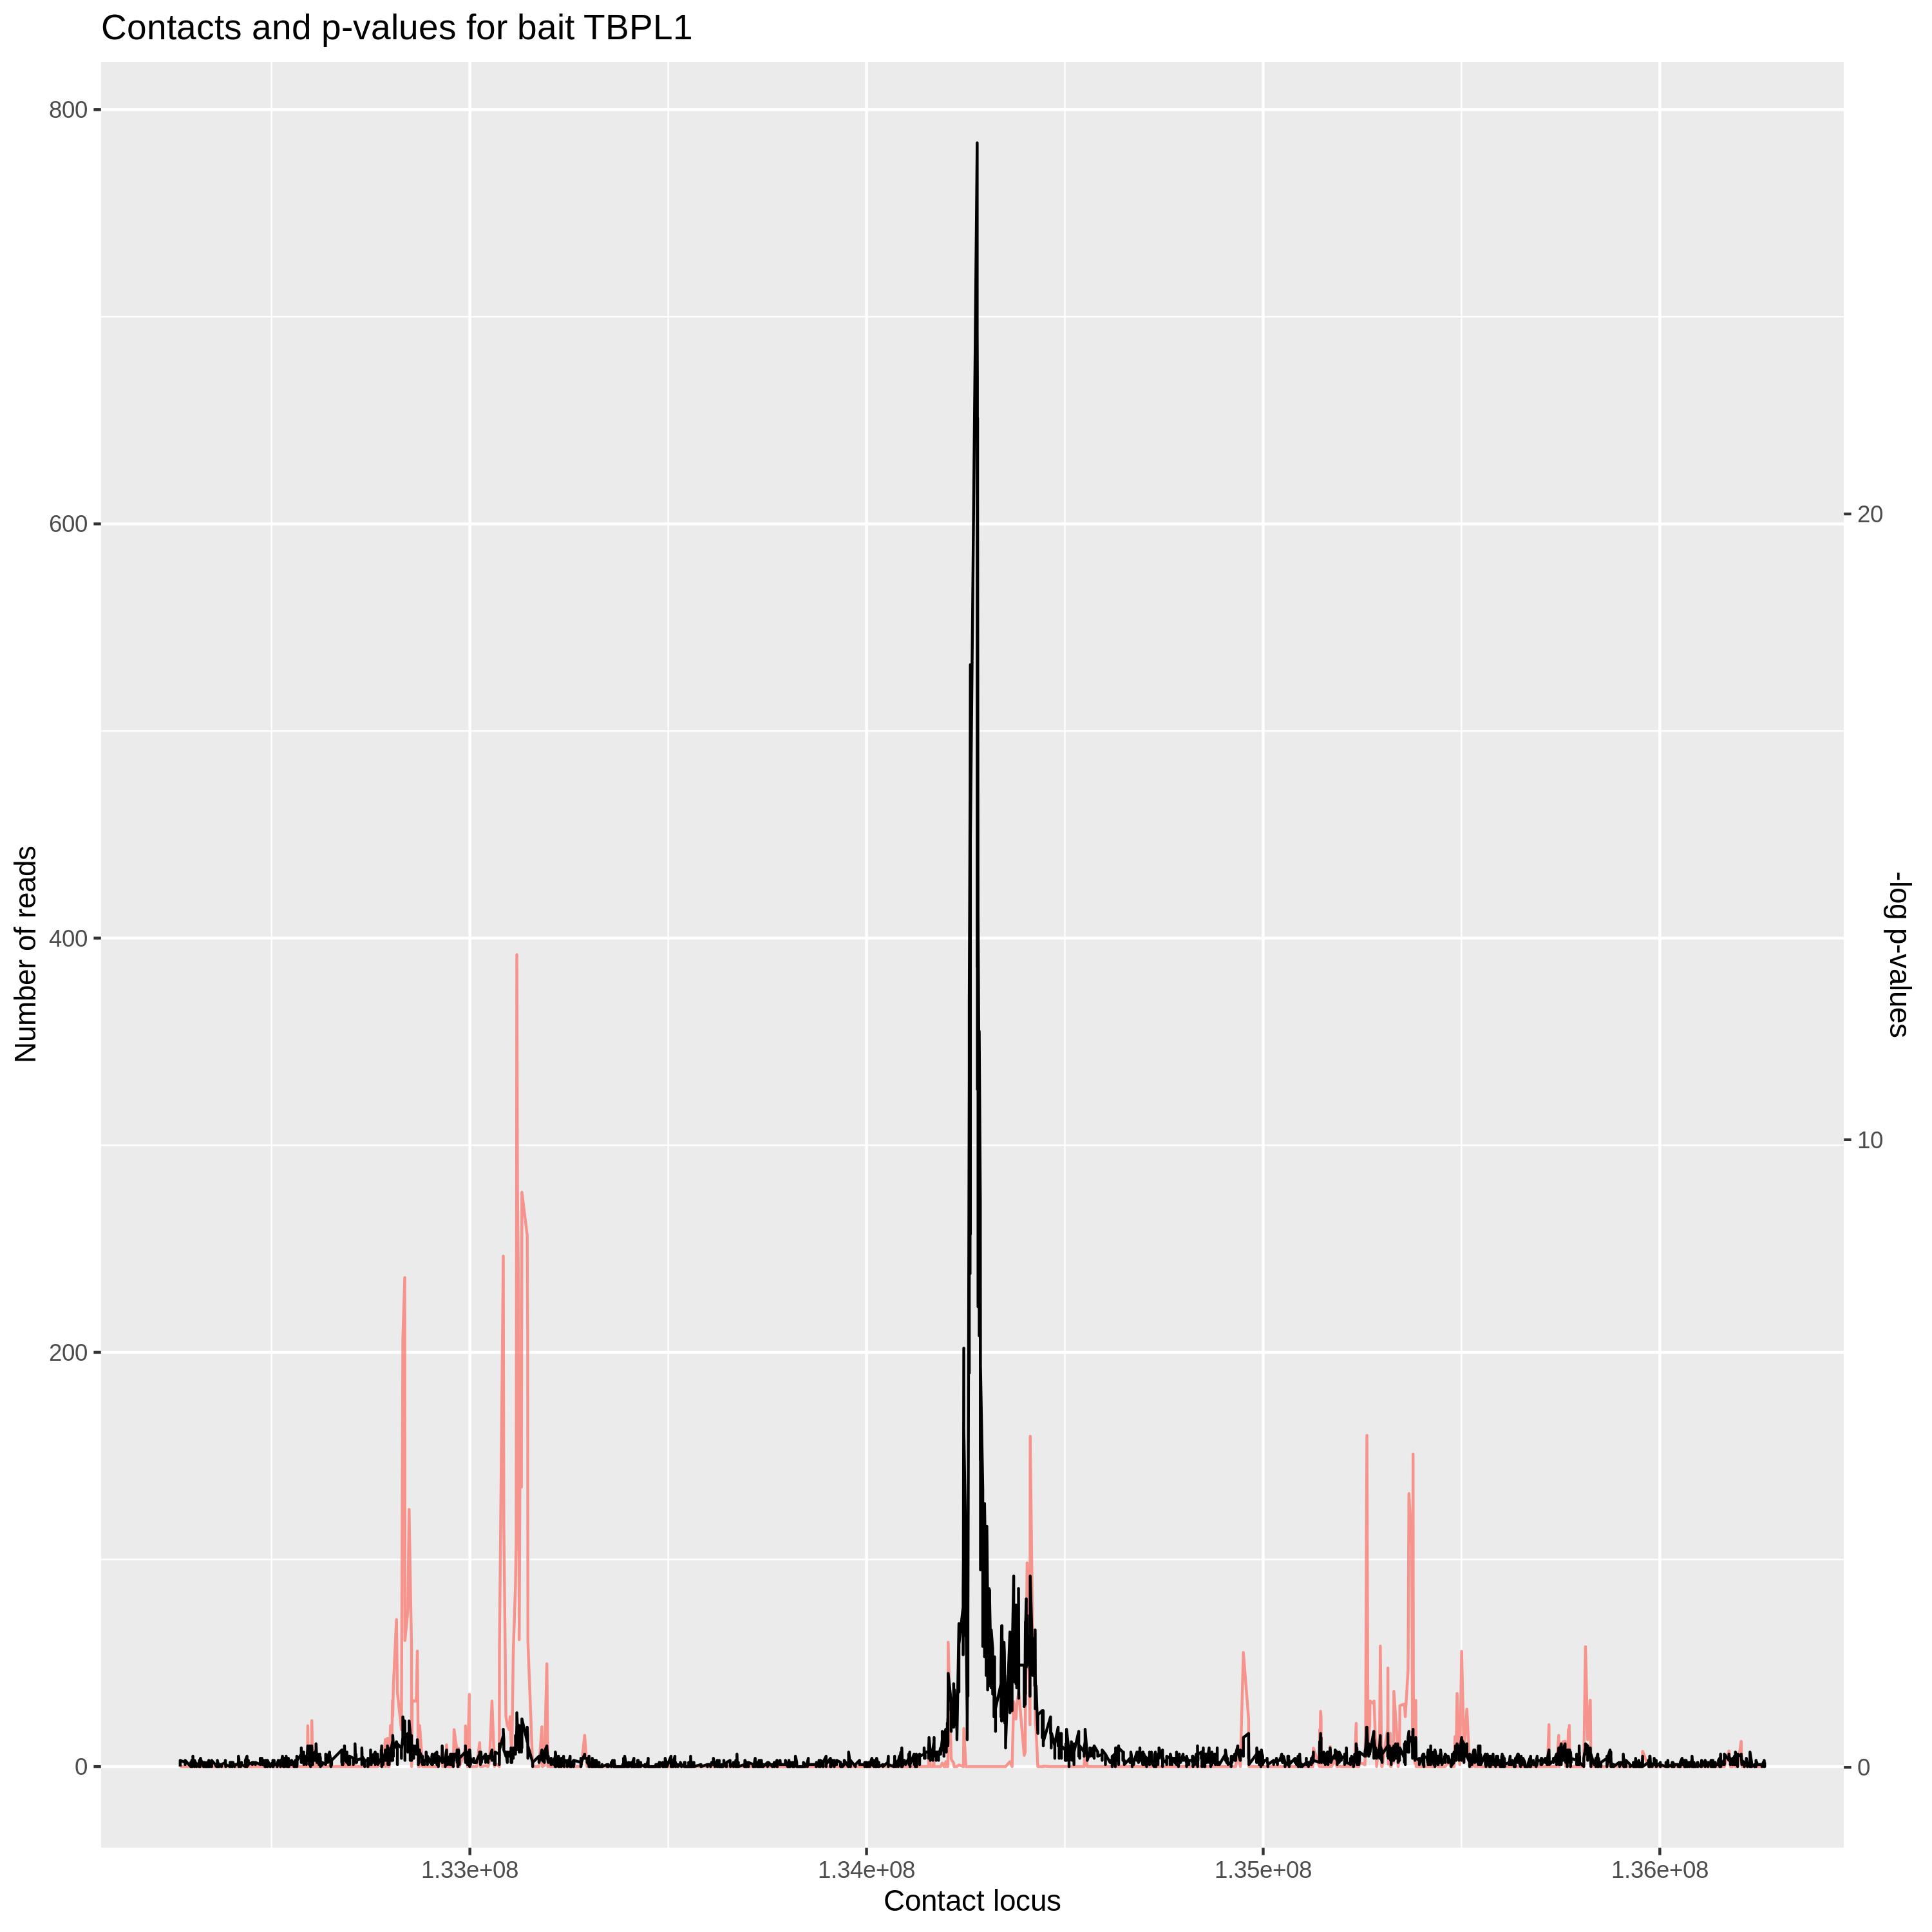 Contacts and p-values for bait TBPL1
800
600
400
200
0
Number of reads
20
10
0
-log p-values
1.33e+08
1.34e+08
1.35e+08
1.36e+08
Contact locus